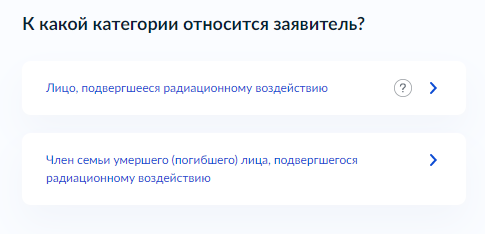 К какой категории относится заявитель?
Лицо, подвергшееся радиационному воздействию ?
Член семьи умершего (погибшего) лица, подвергшегося
радиационному воздействию